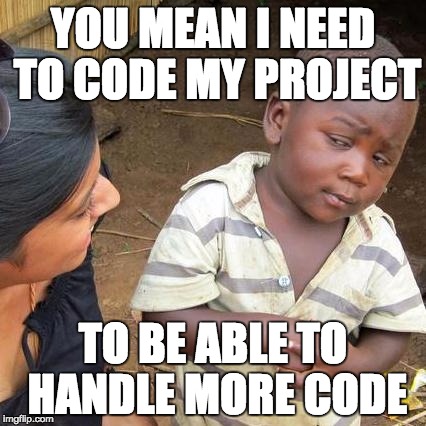 YOU MEAN I NEED
TO CODE MY PROJECT
TO BE ABLE TO
HANDLE MORE CODE
imgflip.com